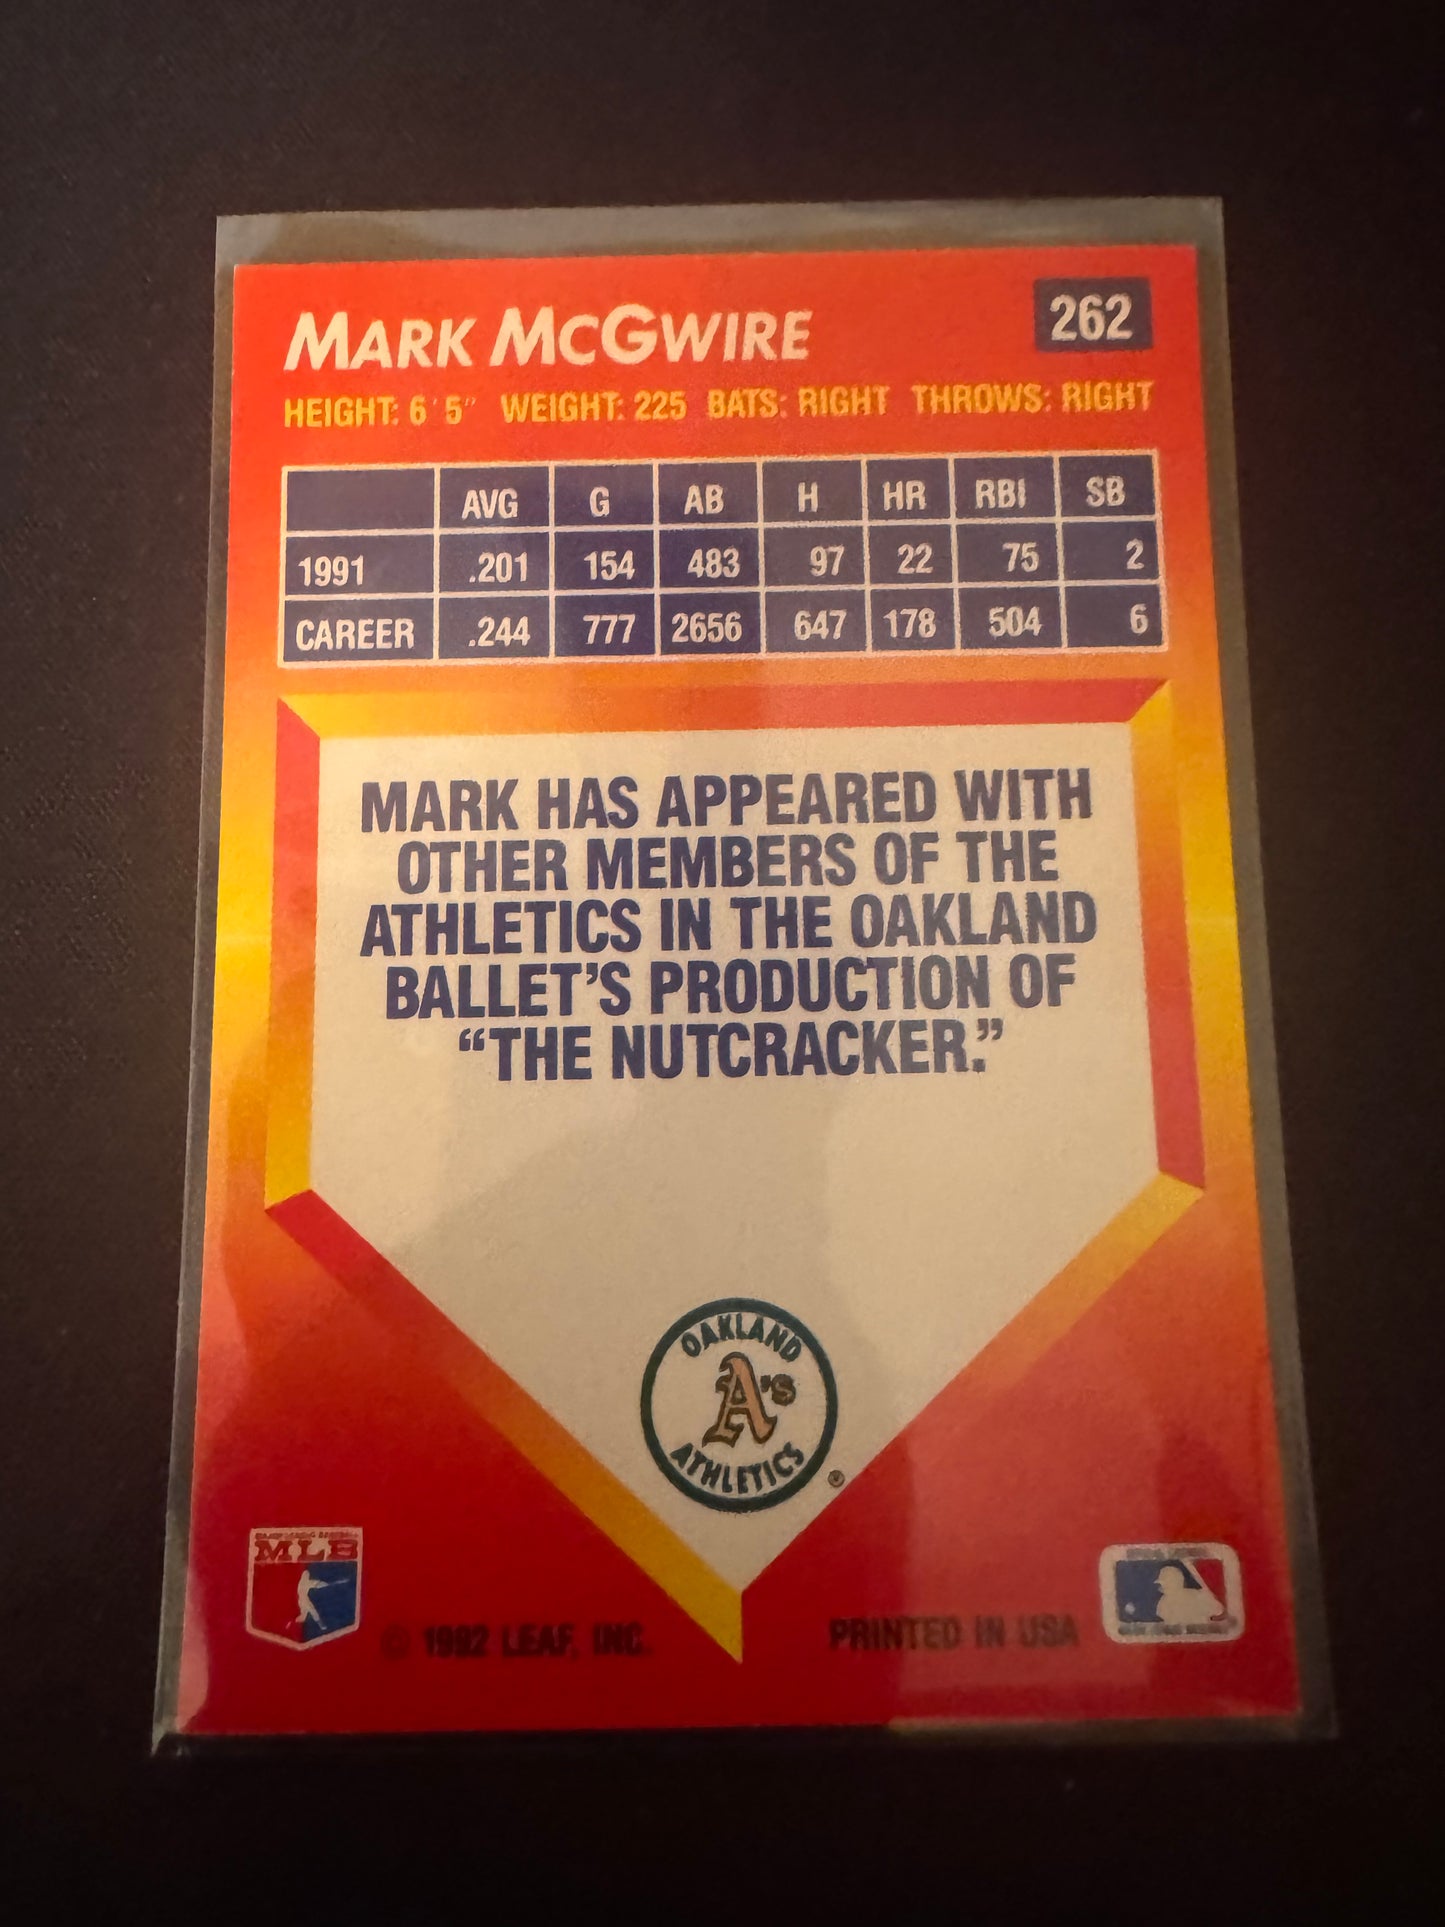 MARK MCGWIRE
262
HEIGHT: 6' 5" WEIGHT: 225 BATS: RIGHT THROWS: RIGHT
AVG G AB H HR RBI SB
1991 .201 154 483 97 22 75 2
CAREER .244 777 2656 647 178 504 6
MARK HAS APPEARED WITH
OTHER MEMBERS OF THE
ATHLETICS IN THE OAKLAND
BALLET'S PRODUCTION OF
“THE NUTCRACKER.”
OAKLAND
A's
ATHLETICS
®
MLB
© 1992 LEAF, INC.
PRINTED IN USA